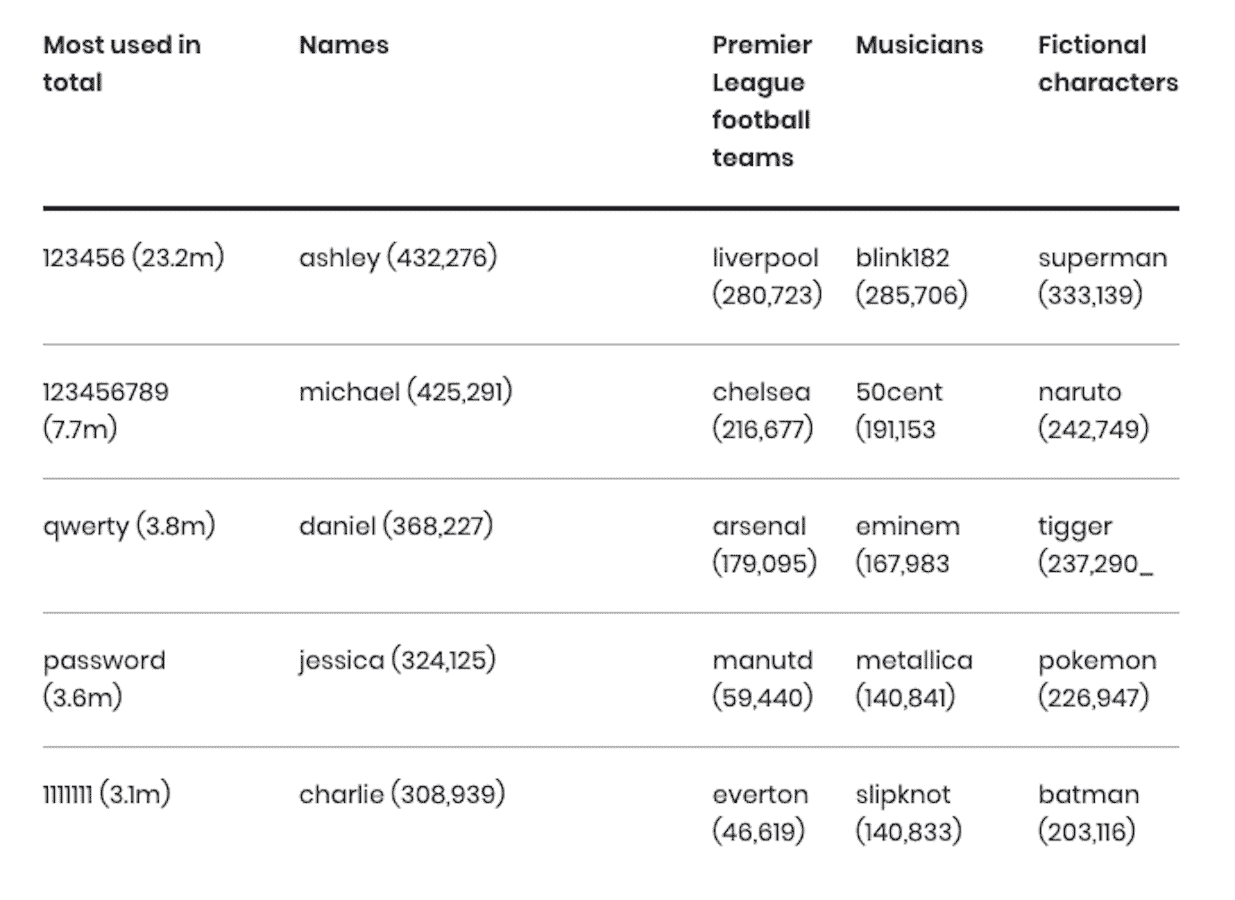 Most used in total Names Premier League football teams Musicians Fictional characters
123456 (23.2m) ashley (432,276) liverpool (280,723) blink182 (285,706) superman (333,139)
123456789 (7.7m) michael (425,291) chelsea (216,677) 50cent (191,153 naruto (242,749)
qwerty (3.8m) daniel (368,227) arsenal (179,095) eminem (167,983 tigger (237,290_
password (3.6m) jessica (324,125) manutd (59,440) metallica (140,841) pokemon (226,947)
1111111 (3.1m) charlie (308,939) everton (46,619) slipknot (140,833) batman (203,116)